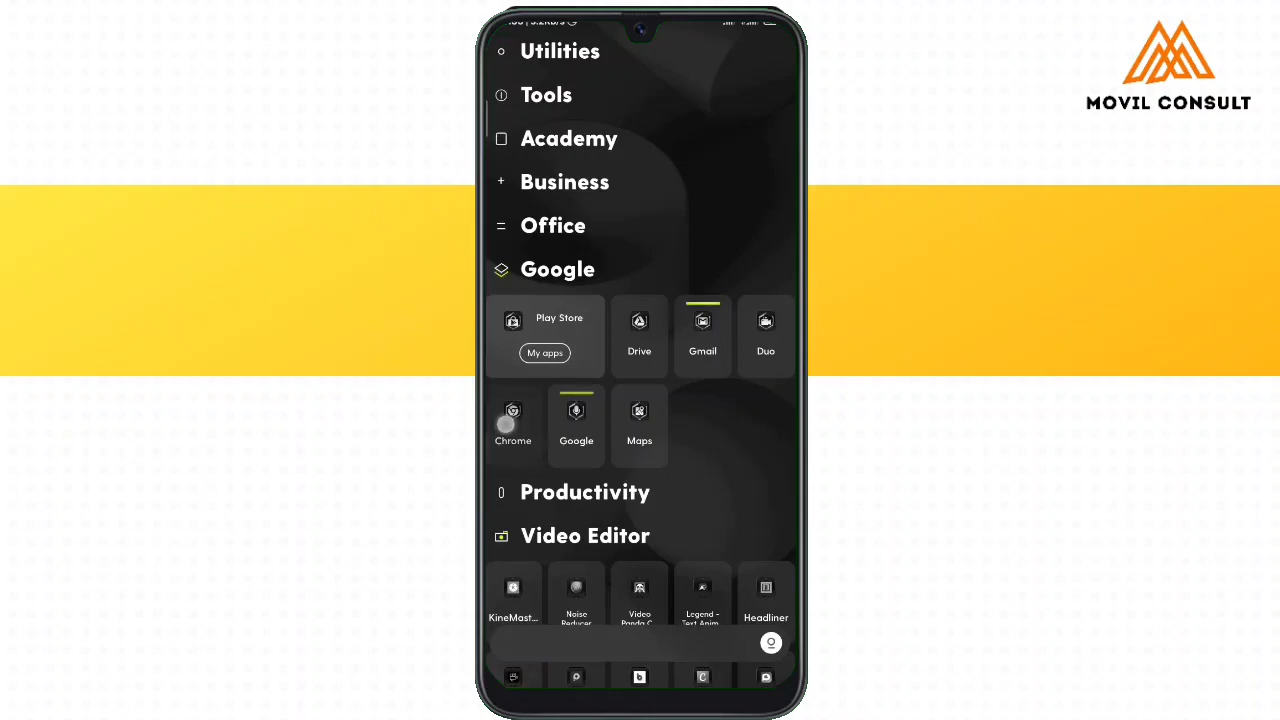 MOVIL CONSULT
Utilities
Tools
Academy
Business
Office
Google
Play Store
My apps
Drive
Gmail
Duo
Chrome
Google
Maps
Productivity
Video Editor
KineMast...
Noise
Reducer
Video
Panda C...
Legend -
Text Anim...
Headliner